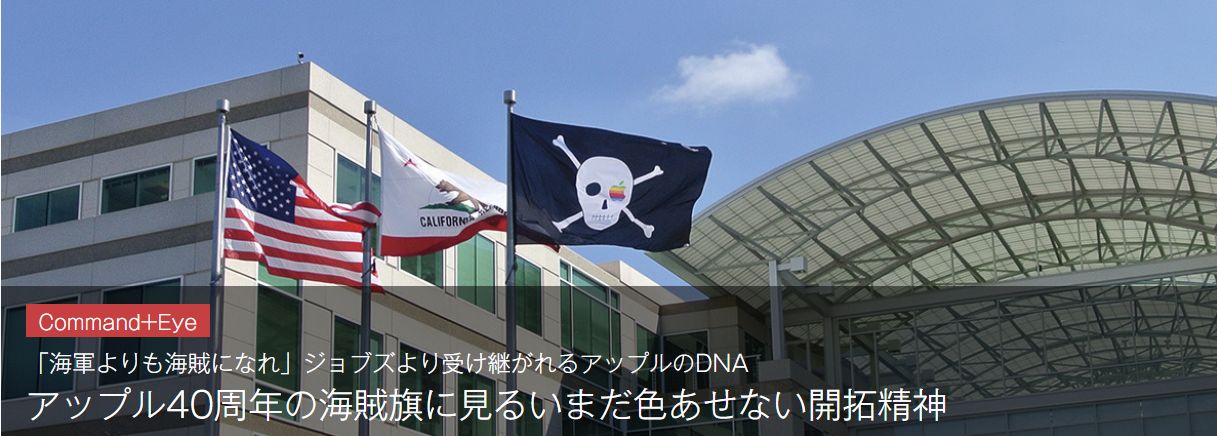 CALIFORNIA
Command+Eye
「海軍よりも海賊になれ」ジョブズより受け継がれるアップルのDNA
アップル40周年の海賊旗に見るいまだ色あせない開拓精神